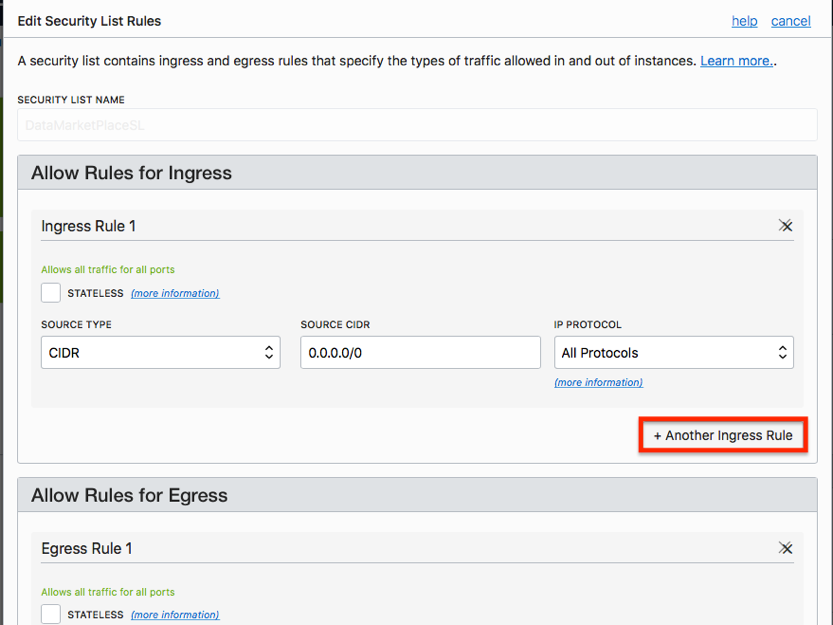 Edit Security List Rules help cancel
A security list contains ingress and egress rules that specify the types of traffic allowed in and out of instances. Learn more..
SECURITY LIST NAME
DataMarketPlaceSL
Allow Rules for Ingress
Ingress Rule 1
Allows all traffic for all ports
STATELESS (more information)
SOURCE TYPE SOURCE CIDR IP PROTOCOL
CIDR 0.0.0.0/0 All Protocols
(more information)
+ Another Ingress Rule
Allow Rules for Egress
Egress Rule 1
Allows all traffic for all ports
STATELESS (more information)